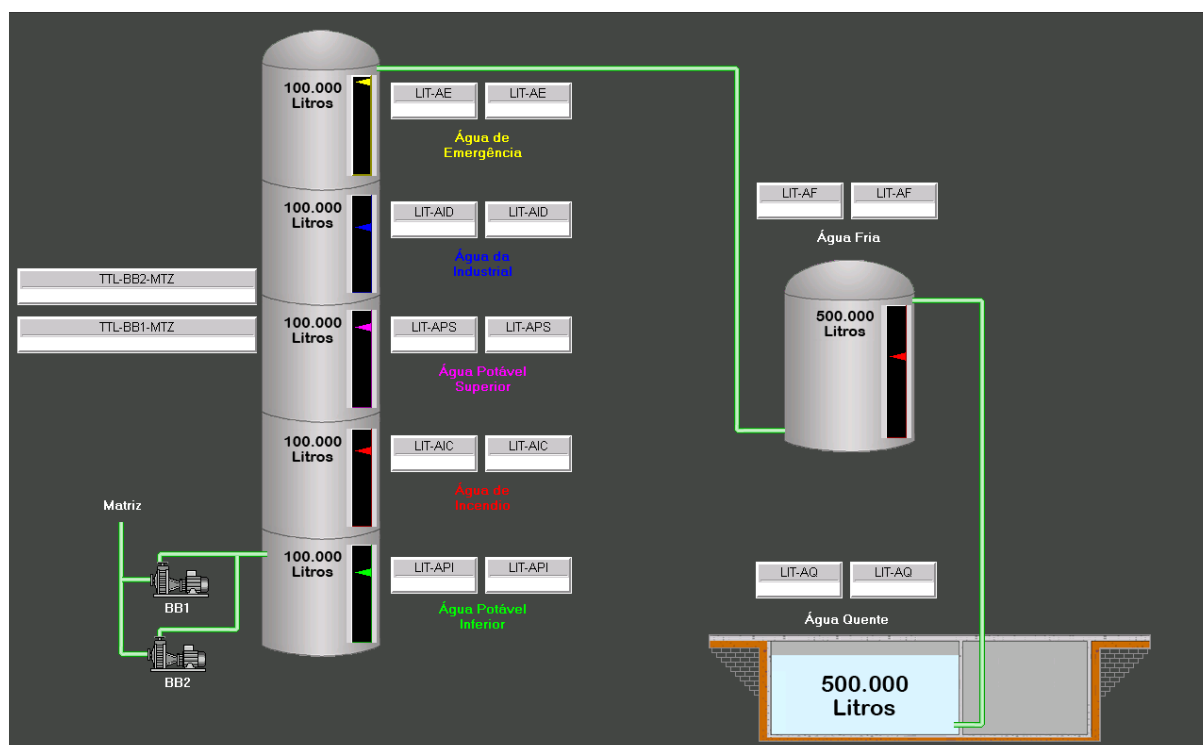 100.000
Litros
LIT-AE
LIT-AE
Água de
Emergência
100.000
Litros
LIT-AID
LIT-AID
Água da
Industrial
TTL-BB2-MTZ
TTL-BB1-MTZ
100.000
Litros
LIT-APS
LIT-APS
Água Potável
Superior
100.000
Litros
LIT-AIC
LIT-AIC
Água de
Incendio
Matriz
BB1
BB2
100.000
Litros
LIT-API
LIT-API
Água Potável
Inferior
LIT-AF
LIT-AF
Água Fria
500.000
Litros
LIT-AQ
LIT-AQ
Água Quente
500.000
Litros